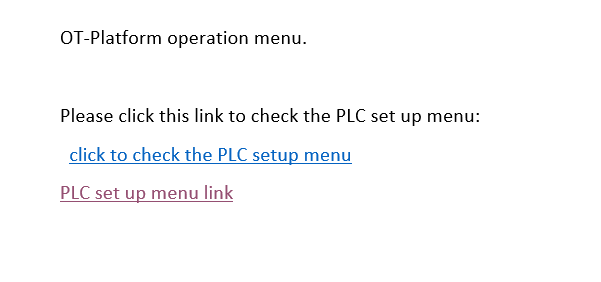 OT-Platform operation menu.
Please click this link to check the PLC set up menu:
click to check the PLC setup menu
PLC set up menu link